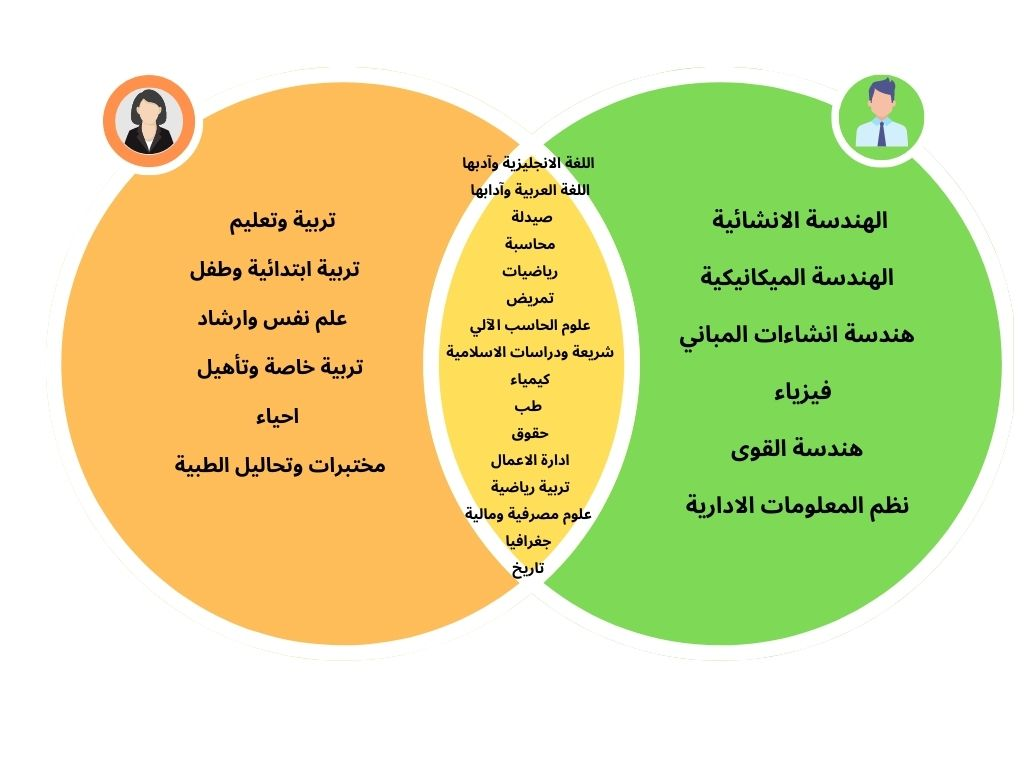 الهندسة الانشائية
الهندسة الميكانيكية
هندسة انشاءات المباني
فيزياء
هندسة القوى
نظم المعلومات الادارية
اللغة الانجليزية وآدبها
اللغة العربية وآدابها
صيدلة
محاسبة
رياضيات
تمريض
علوم الحاسب الآلي
شريعة ودراسات الاسلامية
كيمياء
طب
حقوق
ادارة الاعمال
تربية رياضية
علوم مصرفية ومالية
جغرافيا
تاريخ
تربية وتعليم
تربية ابتدائية وطفل
علم نفس وارشاد
تربية خاصة وتأهيل
احياء
مختبرات وتحاليل الطبية